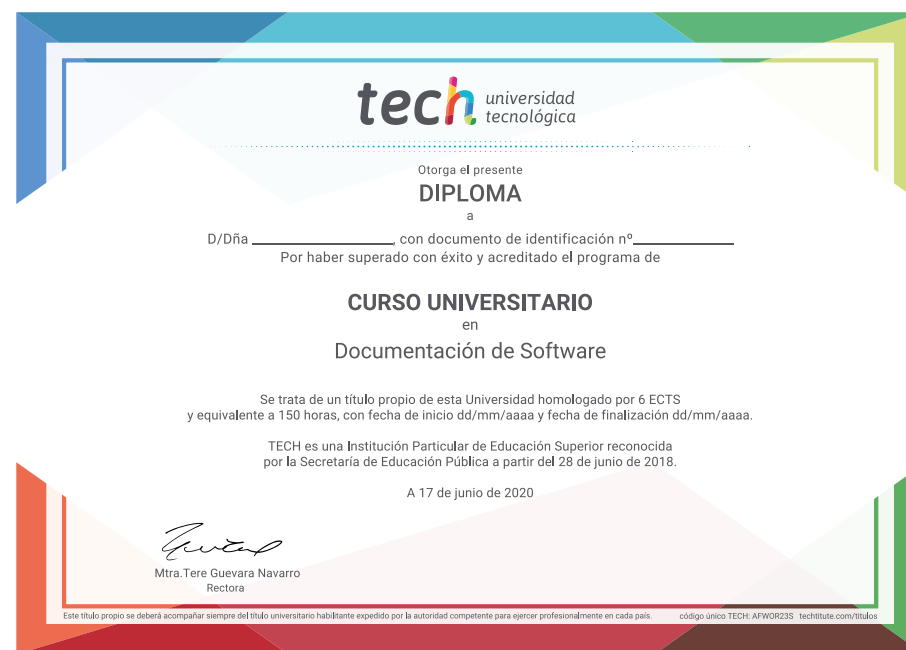 tech universidad
tecnológica
Otorga el presente
DIPLOMA
a
D/Dña ________________, con documento de identificación nº____________
Por haber superado con éxito y acreditado el programa de
CURSO UNIVERSITARIO
en
Documentación de Software
Se trata de un título propio de esta Universidad homologado por 6 ECTS
y equivalente a 150 horas, con fecha de inicio dd/mm/aaaa y fecha de finalización dd/mm/aaaa.
TECH es una Institución Particular de Educación Superior reconocida
por la Secretaría de Educación Pública a partir del 28 de junio de 2018.
A 17 de junio de 2020
Mtra.Tere Guevara Navarro
Rectora
Este título propio se deberá acompañar siempre del título universitario habilitante expedido por la autoridad competente para ejercer profesionalmente en cada país. código único TECH: AFWOR23S techtitute.com/titulos